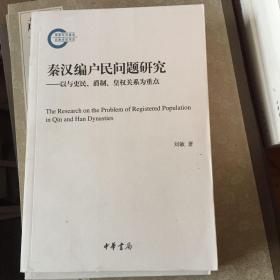 秦汉编户民问题研究
——以与吏民、爵制、皇权关系为重点
The Research on the Problem of Registered Population
in Qin and Han Dynasties
刘敏 著
中華書局